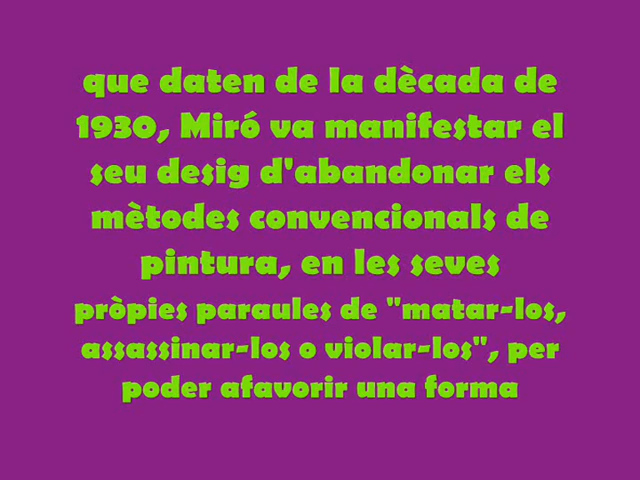 que daten de la dècada de
1930, Miró va manifestar el
seu desig d'abandonar els
mètodes convencionals de
pintura, en les seves
pròpies paraules de "matar-los,
assassinar-los o violar-los", per
poder afavorir una forma